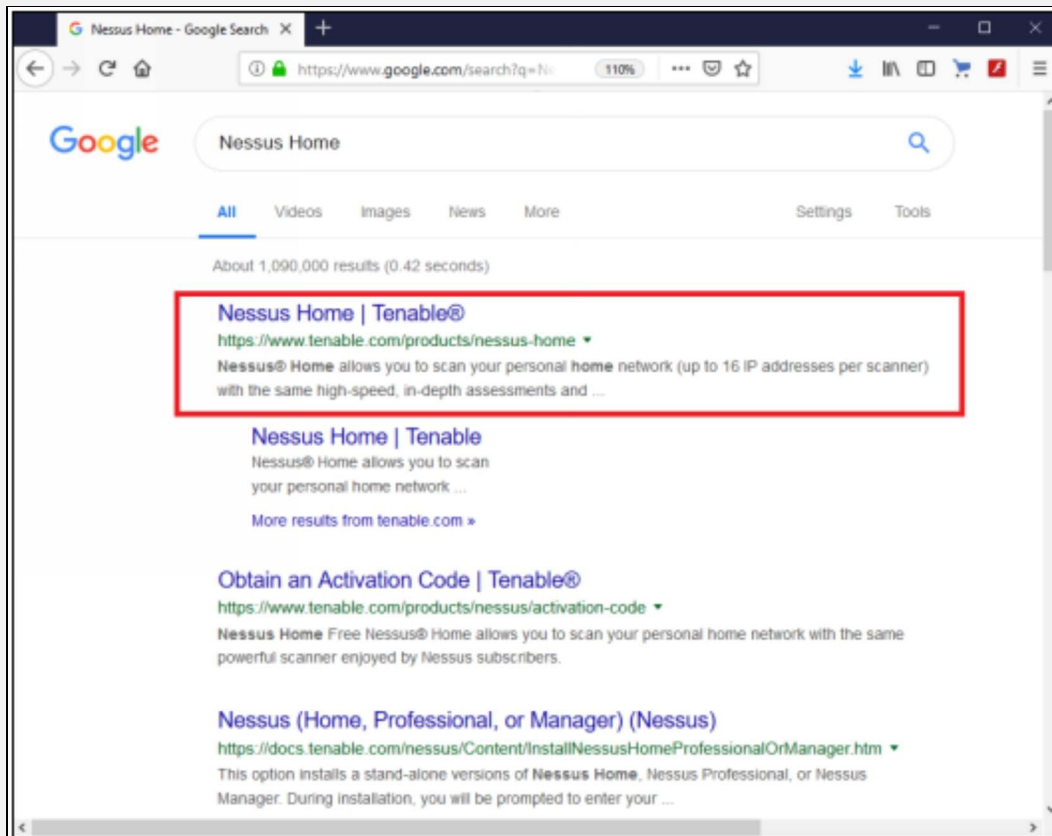 Nessus Home - Google Search
https://www.google.com/search?q=Ne
110%
Google
Nessus Home
All Videos Images News More Settings Tools
About 1,090,000 results (0.42 seconds)
Nessus Home | Tenable®
https://www.tenable.com/products/nessus-home
Nessus® Home allows you to scan your personal home network (up to 16 IP addresses per scanner)
with the same high-speed, in-depth assessments and ...
Nessus Home | Tenable
Nessus® Home allows you to scan
your personal home network ...
More results from tenable.com »
Obtain an Activation Code | Tenable®
https://www.tenable.com/products/nessus/activation-code
Nessus Home Free Nessus® Home allows you to scan your personal home network with the same
powerful scanner enjoyed by Nessus subscribers.
Nessus (Home, Professional, or Manager) (Nessus)
https://docs.tenable.com/nessus/Content/InstallNessusHomeProfessionalOrManager.htm
This option installs a stand-alone versions of Nessus Home, Nessus Professional, or Nessus
Manager. During installation, you will be prompted to enter your ...